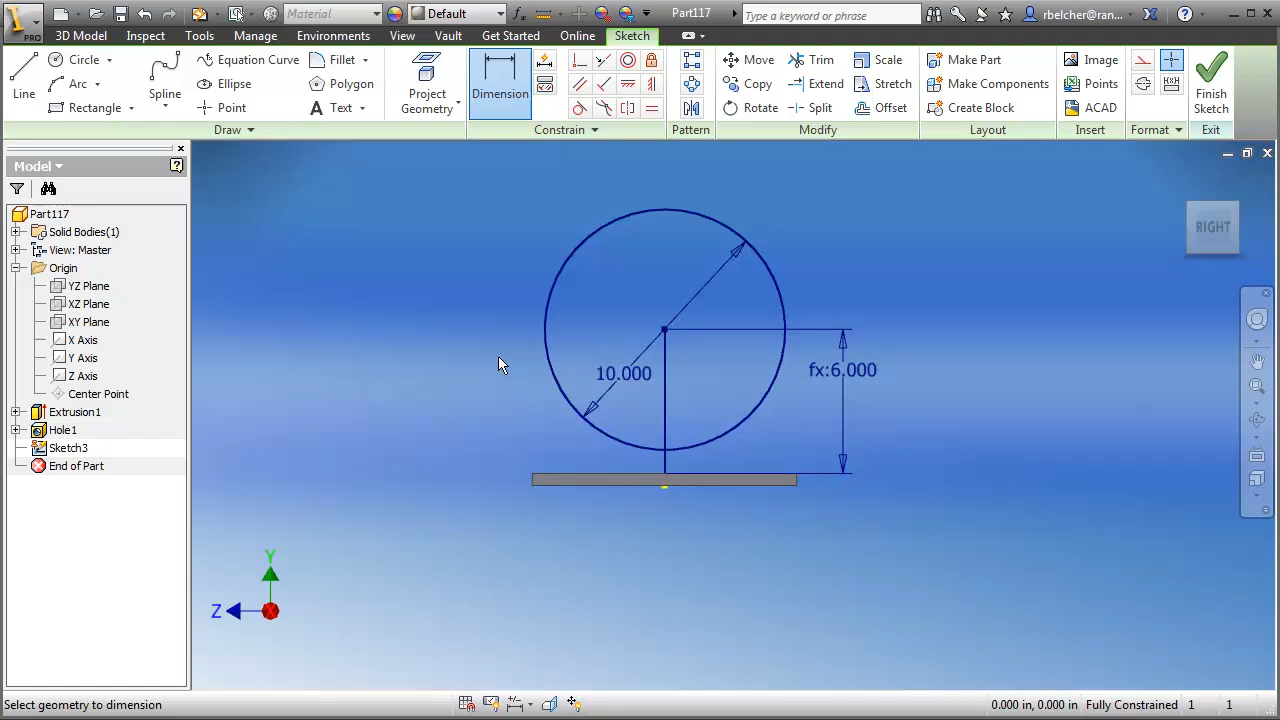 Material
Default
Part117
Type a keyword or phrase
rbelcher@ran...
PRO
3D Model
Inspect
Tools
Manage
Environments
View
Vault
Get Started
Online
Sketch
Line
Circle
Arc
Rectangle
Spline
Equation Curve
Ellipse
Point
Fillet
Polygon
Text
Project
Geometry
Dimension
Move
Copy
Rotate
Trim
Extend
Split
Scale
Stretch
Offset
Make Part
Make Components
Create Block
Image
Points
ACAD
Finish
Sketch
Draw
Constrain
Pattern
Modify
Layout
Insert
Format
Exit
Model
Part117
Solid Bodies(1)
View: Master
Origin
YZ Plane
XZ Plane
XY Plane
X Axis
Y Axis
Z Axis
Center Point
Extrusion1
Hole1
Sketch3
End of Part
RIGHT
10.000
fx:6.000
Y
Z
X
Select geometry to dimension
0.000 in, 0.000 in
Fully Constrained
1
1